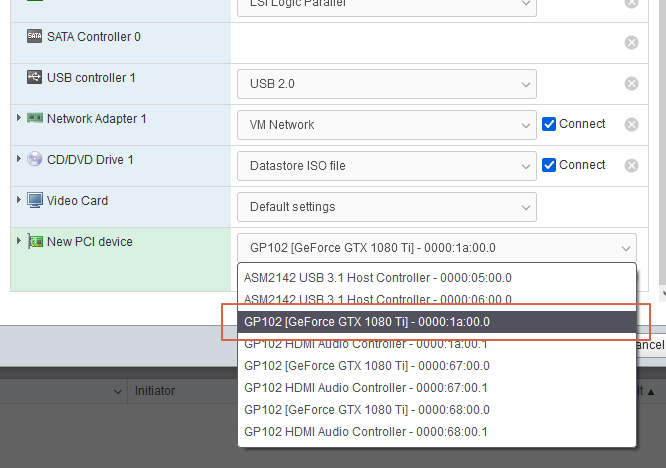 LSI Logic Parallel
SATA
SATA Controller 0
USB controller 1
USB 2.0
Network Adapter 1
VM Network
Connect
CD/DVD Drive 1
Datastore ISO file
Connect
Video Card
Default settings
New PCI device
GP102 [GeForce GTX 1080 Ti] - 0000:1a:00.0
ASM2142 USB 3.1 Host Controller - 0000:05:00.0
ASM2142 USB 3.1 Host Controller - 0000:06:00.0
GP102 [GeForce GTX 1080 Ti] - 0000:1a:00.0
GP102 HDMI Audio Controller - 0000:1a:00.1
ancel
GP102 [GeForce GTX 1080 Ti] - 0000:67:00.0
GP102 HDMI Audio Controller - 0000:67:00.1
Initiator
lt ▲
GP102 [GeForce GTX 1080 Ti] - 0000:68:00.0
GP102 HDMI Audio Controller - 0000:68:00.1